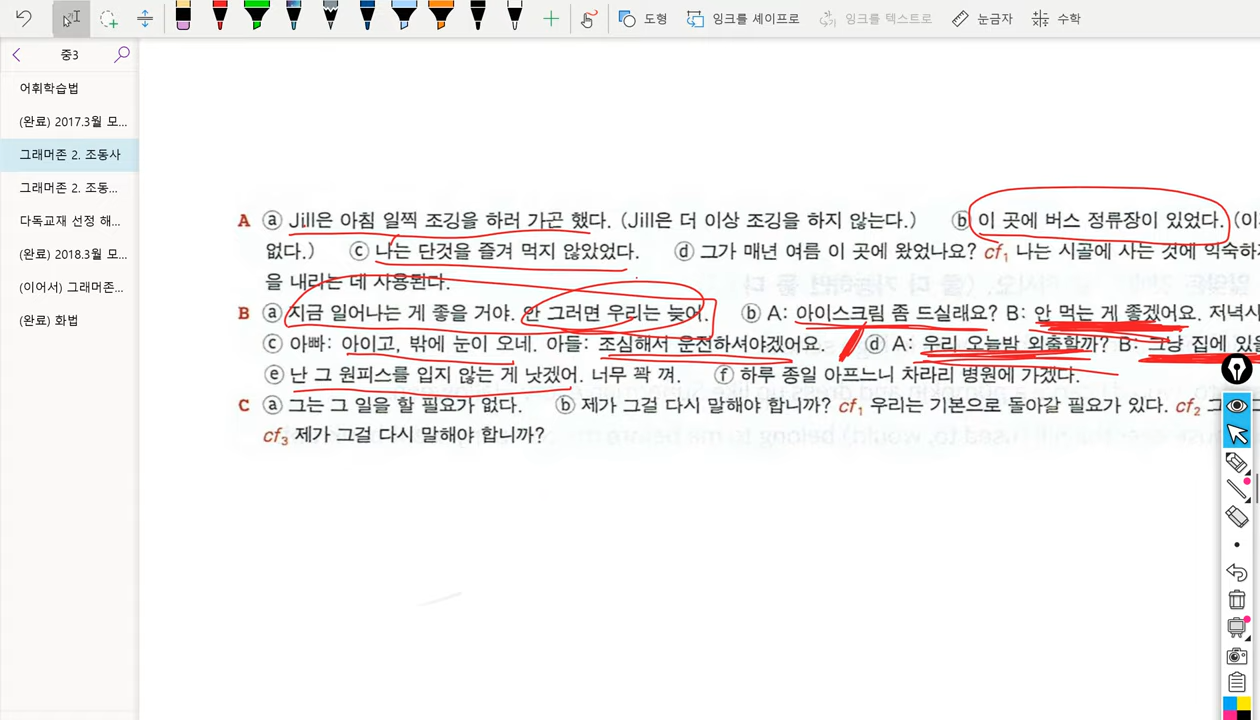 도형
잉크를 셰이프로
잉크를 텍스트로
눈금자
수학
중3
어휘학습법
(완료) 2017.3월 모...
그래머존 2. 조동사
그래머존 2. 조동...
다독교재 선정 해...
(완료) 2018.3월 모...
(이어서) 그래머존...
(완료) 화법
A ⓐ Jill은 아침 일찍 조깅을 하러 가곤 했다. (Jill은 더 이상 조깅을 하지 않는다.) ⓑ 이 곳에 버스 정류장이 있었다. (이
없다.) ⓒ 나는 단것을 즐겨 먹지 않았었다. ⓓ 그가 매년 여름 이 곳에 왔었나요? cf₁ 나는 시골에 사는 것에 익숙하
을 내리는 데 사용된다.
B ⓐ 지금 일어나는 게 좋을 거야. 안 그러면 우리는 늦어. ⓑ A: 아이스크림 좀 드실래요? B: 안 먹는 게 좋겠어요. 저녁시
ⓒ 아빠: 아이고, 밖에 눈이 오네. 아들: 조심해서 운전하셔야겠어요. ⓓ A: 우리 오늘밤 외출할까? B: 그냥 집에 있을
ⓔ 난 그 원피스를 입지 않는 게 낫겠어. 너무 꽉 껴. ⓕ 하루 종일 아프느니 차라리 병원에 가겠다.
C ⓐ 그는 그 일을 할 필요가 없다. ⓑ 제가 그걸 다시 말해야 합니까? cf₁ 우리는 기본으로 돌아갈 필요가 있다. cf₂ 그
cf₃ 제가 그걸 다시 말해야 합니까?